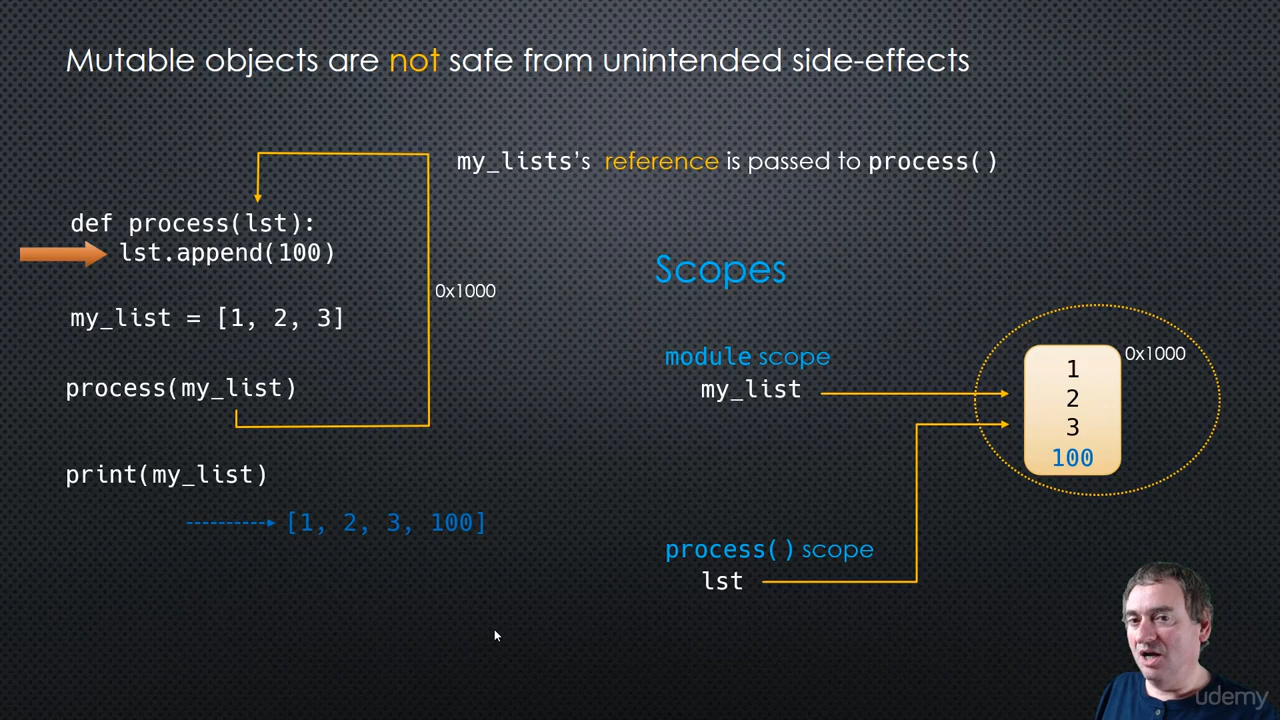 Mutable objects are not safe from unintended side-effects
my_lists's reference is passed to process()
def process(lst):
lst.append(100)
0x1000
my_list = [1, 2, 3]
process(my_list)
print(my_list)
[1, 2, 3, 100]
Scopes
module scope
my_list
0x1000
1
2
3
100
process() scope
lst
udemy